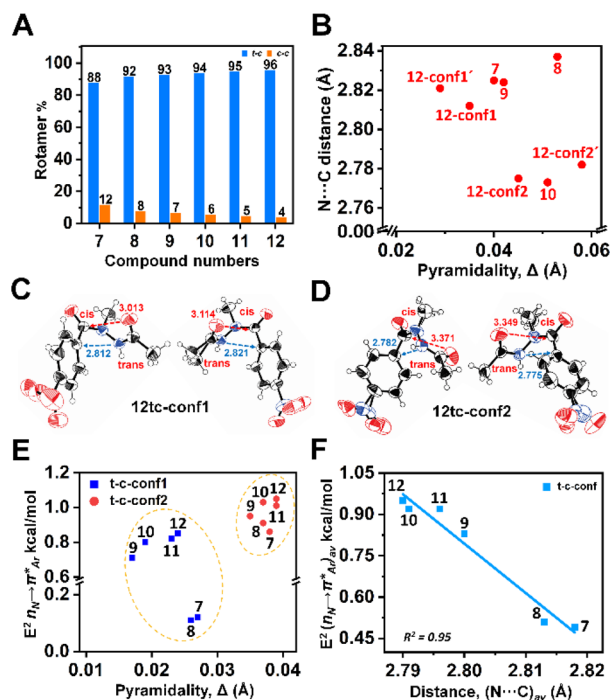 A
t-c c-c
100
80
60
40
20
0
Rotamer %
88 92 93 94 95 96
12 8 7 6 5 4
7 8 9 10 11 12
Compound numbers
B
2.84
2.82
2.80
2.78
2.76
0.00
N···C distance (Å)
8
7
12-conf1´
9
12-conf1
12-conf2´
12-conf2
10
0.02 0.04 0.06
Pyramidality, Δ (Å)
C
cis 3.013
2.812
trans
3.114 cis
2.821
trans
12tc-conf1
D
cis
2.782
3.371
trans
3.349 cis
trans
2.775
12tc-conf2
E
t-c-conf1
t-c-conf2
1.2
1.0
0.8
0.2
0.0
E² nN→π*Ar kcal/mol
10 12
9
11
8
7
12
10
9
11
7
8
0.01 0.02 0.03 0.04
Pyramidality, Δ (Å)
F
t-c-conf
1.05
0.90
0.75
0.60
0.45
E² (nN→π*Ar)av kcal/mol
12
11
10
9
8
7
R² = 0.95
2.79 2.80 2.81 2.82
Distance, (N···C)av (Å)